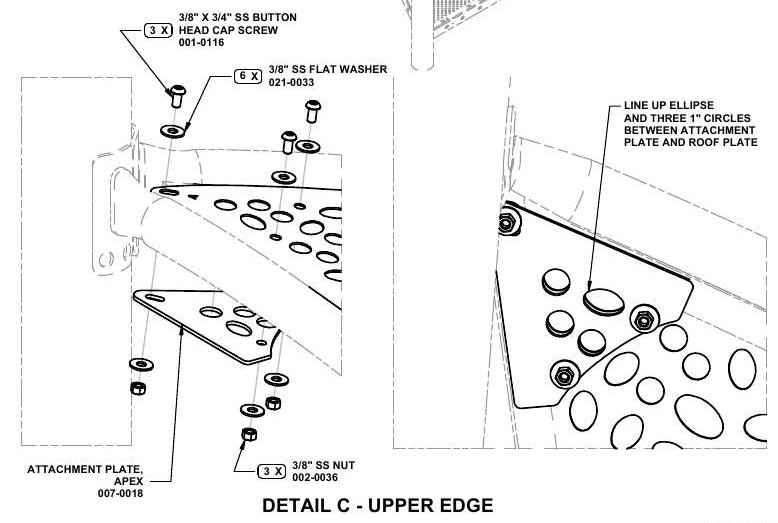 3/8" X 3/4" SS BUTTON
3 X HEAD CAP SCREW
001-0116
6 X 3/8" SS FLAT WASHER
021-0033
LINE UP ELLIPSE
AND THREE 1" CIRCLES
BETWEEN ATTACHMENT
PLATE AND ROOF PLATE
ATTACHMENT PLATE,
APEX
007-0018
3 X 3/8" SS NUT
002-0036
DETAIL C - UPPER EDGE